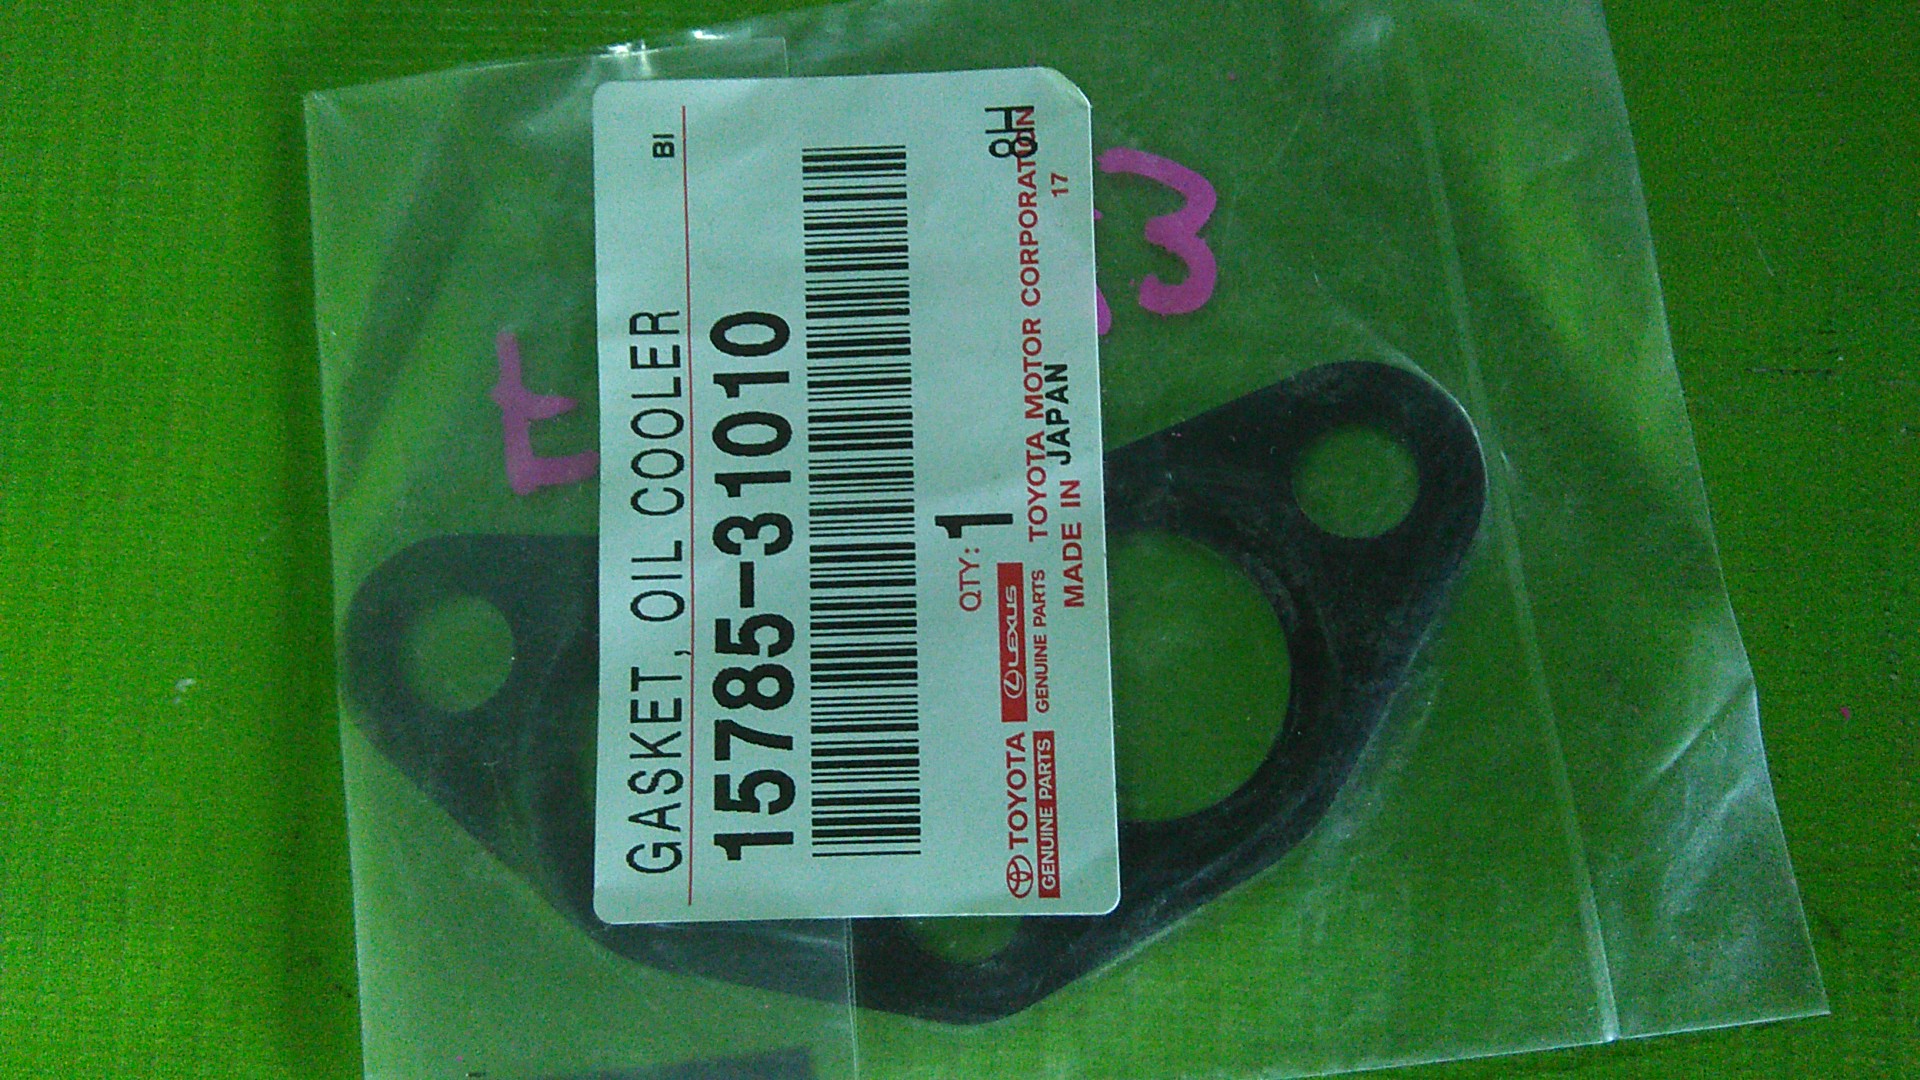 BI
GASKET, OIL COOLER
15785-31010
8H
QTY: 1
TOYOTA LEXUS TOYOTA MOTOR CORPORATION
GENUINE PARTS GENUINE PARTS MADE IN JAPAN 17